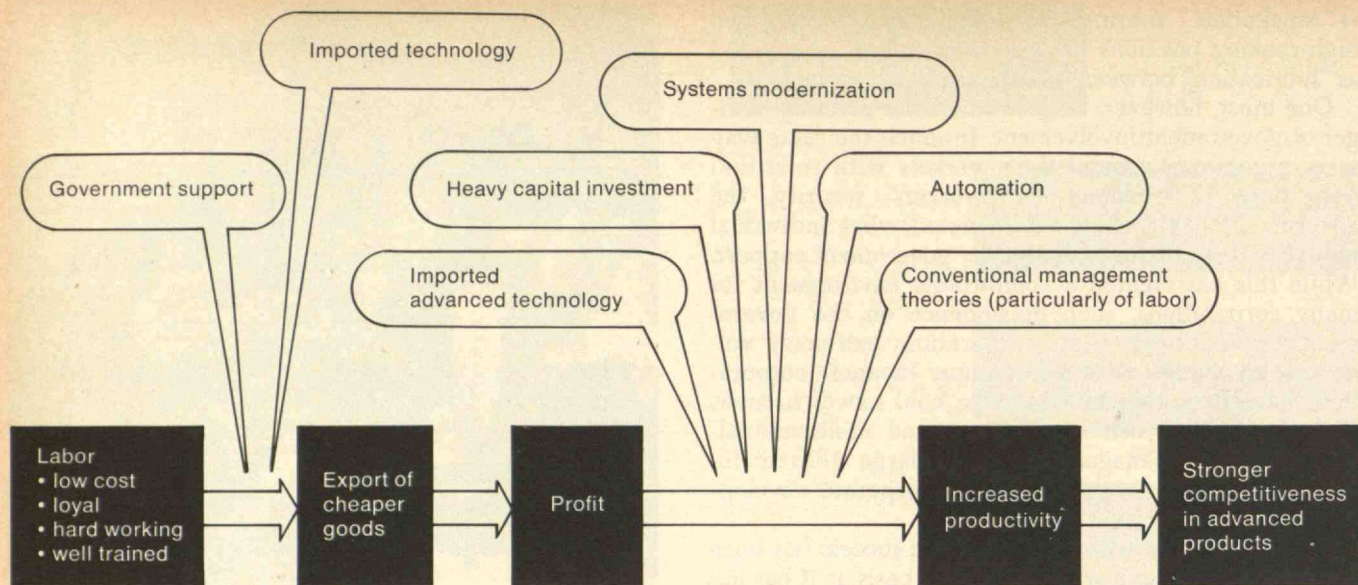 Imported technology
Systems modernization
Government support
Heavy capital investment
Automation
Imported
advanced technology
Conventional management
theories (particularly of labor)
Labor
• low cost
• loyal
• hard working
• well trained
Export of
cheaper
goods
Profit
Increased
productivity
Stronger
competitiveness
in advanced
products